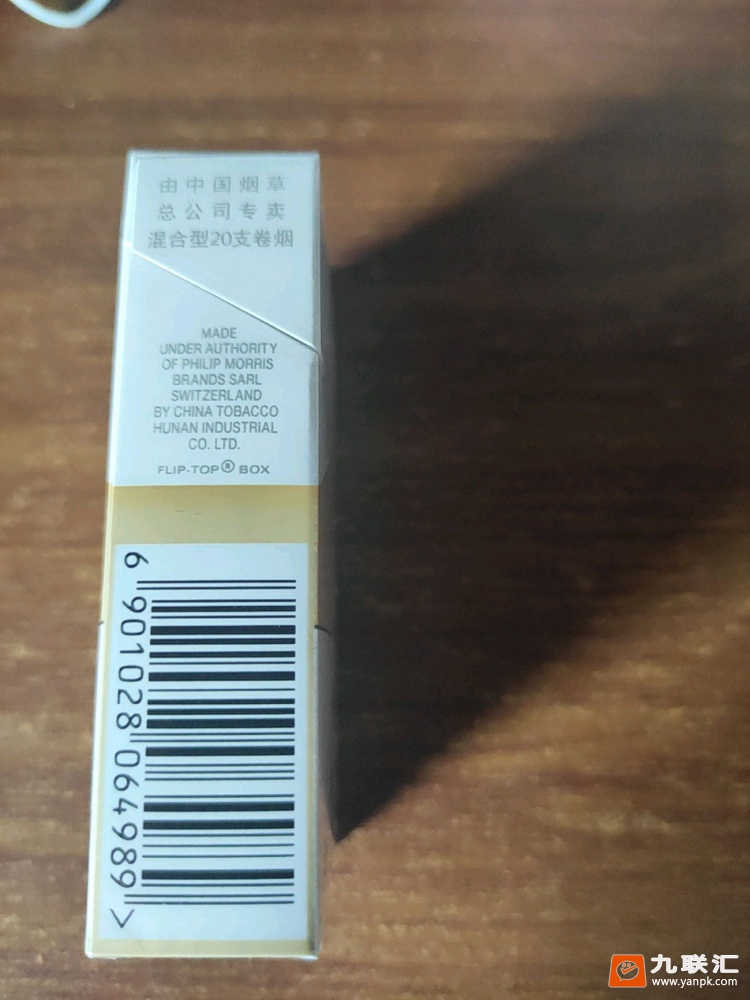 由中国烟草
总公司专卖
混合型20支卷烟
MADE
UNDER AUTHORITY
OF PHILIP MORRIS
BRANDS SARL
SWITZERLAND
BY CHINA TOBACCO
HUNAN INDUSTRIAL
CO. LTD.
FLIP-TOP® BOX
6 901028 064989 >
九联汇
www.yanpk.com